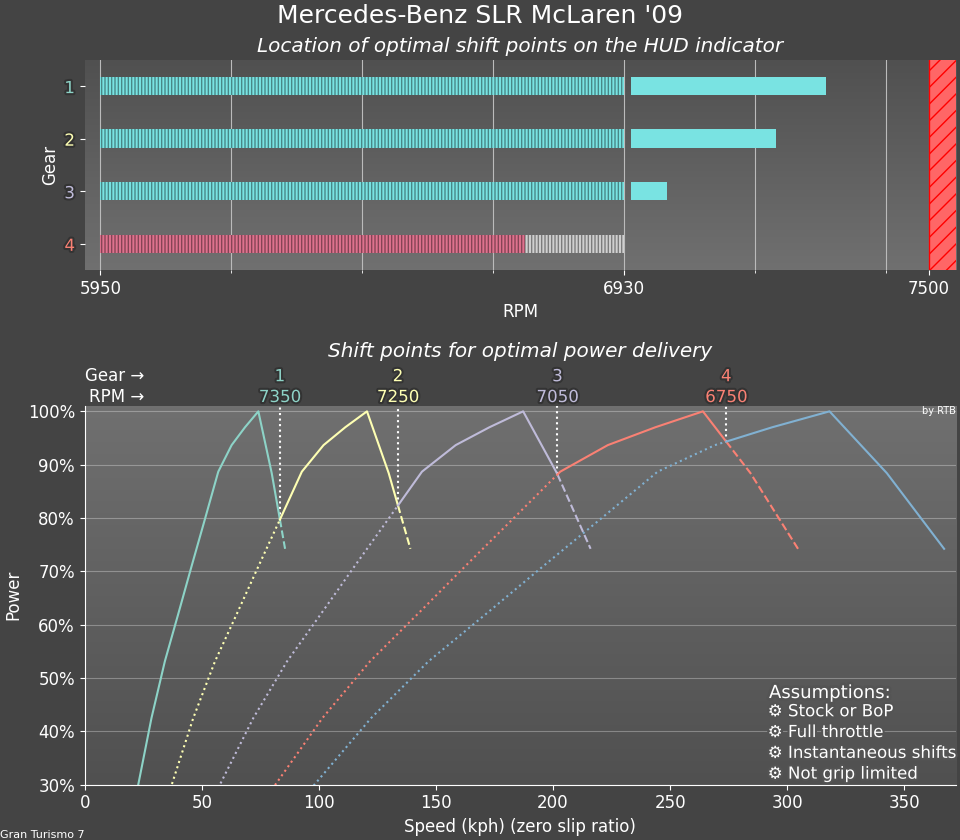 Mercedes-Benz SLR McLaren '09
Location of optimal shift points on the HUD indicator
1
2
3
4
Gear
5950 6930 7500
RPM
Shift points for optimal power delivery
Gear → 1 2 3 4
RPM → 7350 7250 7050 6750
by RTB
100%
90%
80%
70%
60%
50%
40%
30%
Power
Assumptions:
⚙ Stock or BoP
⚙ Full throttle
⚙ Instantaneous shifts
⚙ Not grip limited
0 50 100 150 200 250 300 350
Speed (kph) (zero slip ratio)
Gran Turismo 7